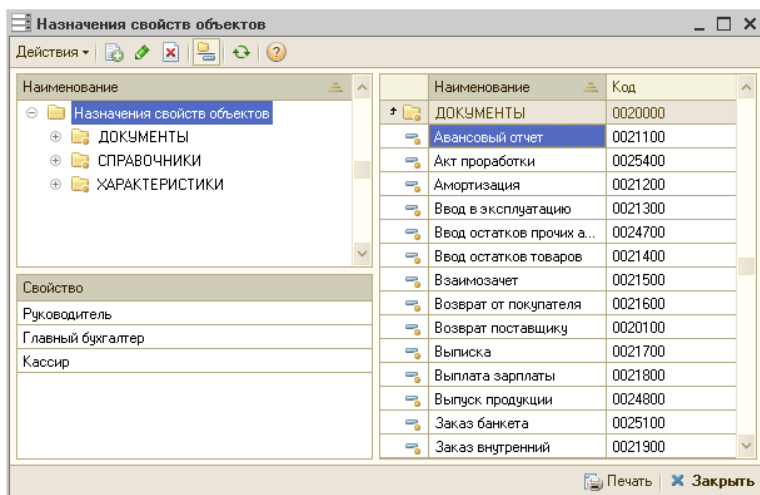 Назначения свойств объектов
Действия
Наименование
Назначения свойств объектов
ДОКУМЕНТЫ
СПРАВОЧНИКИ
ХАРАКТЕРИСТИКИ
Свойство
Руководитель
Главный бухгалтер
Кассир
Наименование Код
ДОКУМЕНТЫ 0020000
Авансовый отчет 0021100
Акт проработки 0025400
Амортизация 0021200
Ввод в эксплуатацию 0021300
Ввод остатков прочих а... 0024700
Ввод остатков товаров 0021400
Взаимозачет 0021500
Возврат от покупателя 0021600
Возврат поставщику 0020100
Выписка 0021700
Выплата зарплаты 0021800
Выпуск продукции 0024800
Заказ банкета 0025100
Заказ внутренний 0021900
Печать Закрыть